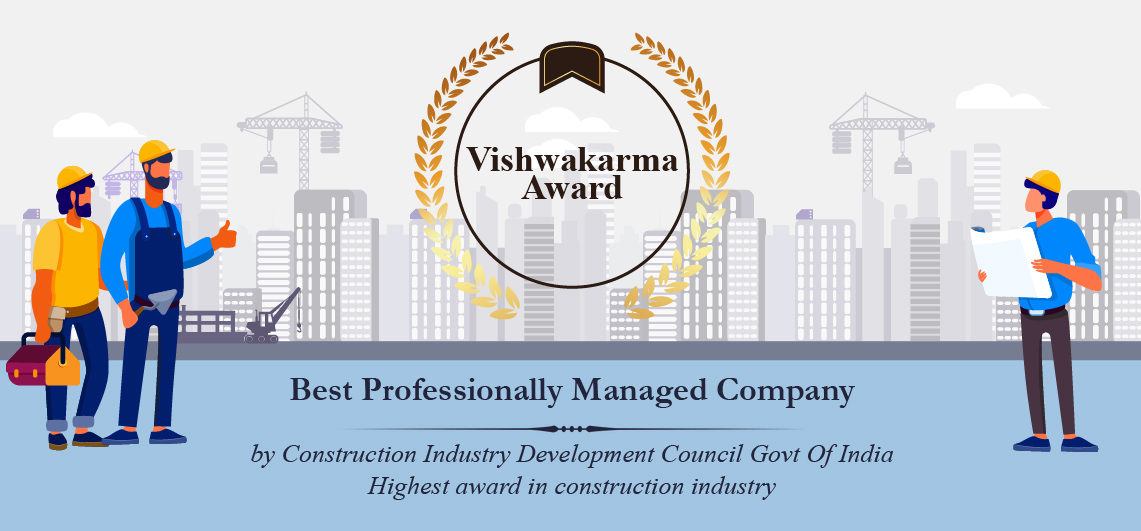 Vishwakarma
Award
Best Professionally Managed Company
by Construction Industry Development Council Govt Of India
Highest award in construction industry